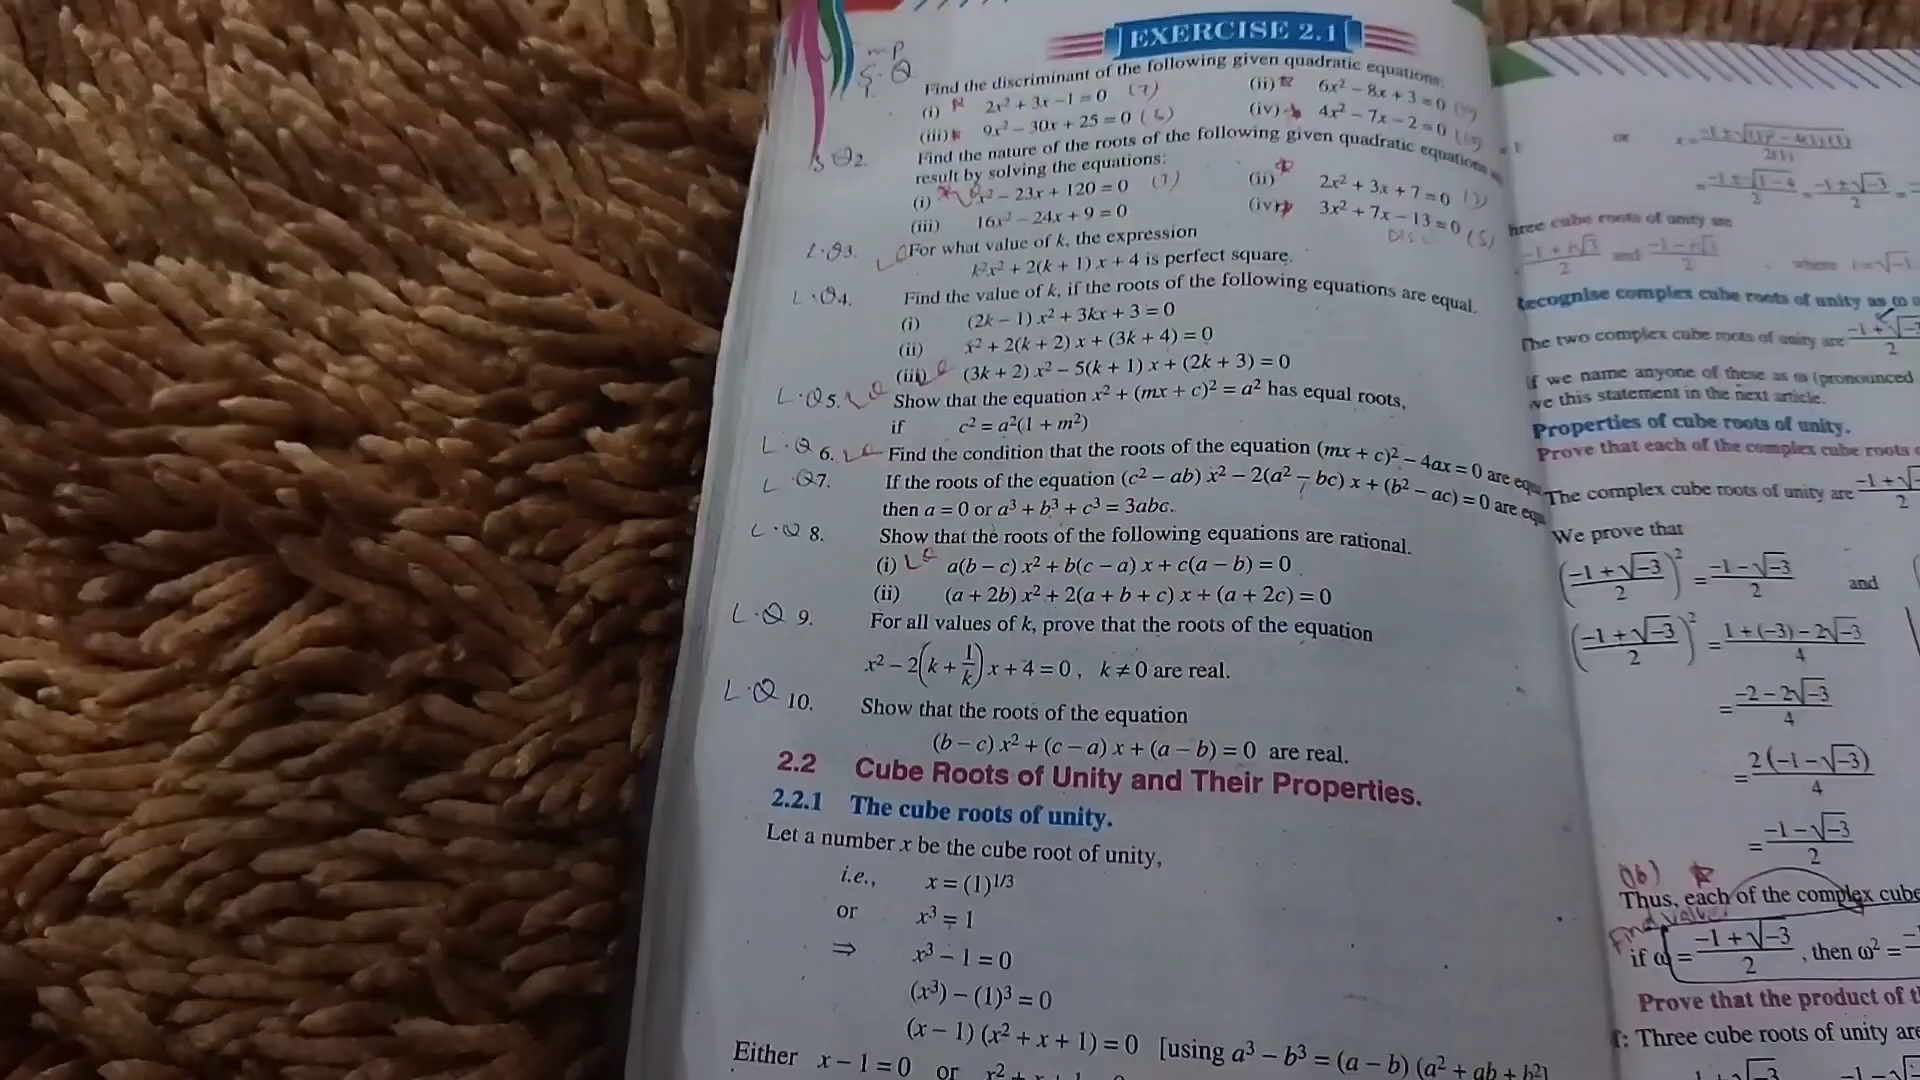 EXERCISE 2.1
Find the discriminant of the following given quadratic equations:
(i) 2x² + 3x – 1 = 0 (7) (ii) 6x² – 8x + 3 = 0
(iii) 9x² – 30x + 25 = 0 (6) (iv) 4x² – 7x – 2 = 0
Q2. Find the nature of the roots of the following given quadratic equations
result by solving the equations:
(i) x² – 23x + 120 = 0 (ii) 2x² + 3x + 7 = 0
(iii) 16x² – 24x + 9 = 0 (iv) 3x² + 7x – 13 = 0 (5)
L.Q3. For what value of k, the expression
k²x² + 2(k + 1) x + 4 is perfect square.
L.Q4. Find the value of k, if the roots of the following equations are equal.
(i) (2k – 1) x² + 3kx + 3 = 0
(ii) x² + 2(k + 2) x + (3k + 4) = 0
(iii) (3k + 2) x² – 5(k + 1) x + (2k + 3) = 0
L.Q5. Show that the equation x² + (mx + c)² = a² has equal roots,
if c² = a²(1 + m²)
L.Q 6. Find the condition that the roots of the equation (mx + c)² – 4ax = 0 are
L Q7. If the roots of the equation (c² – ab) x² – 2(a² – bc) x + (b² – ac) = 0 are
then a = 0 or a³ + b³ + c³ = 3abc.
L.Q 8. Show that the roots of the following equations are rational.
(i) a(b – c) x² + b(c – a) x + c(a – b) = 0
(ii) (a + 2b) x² + 2(a + b + c) x + (a + 2c) = 0
L.Q 9. For all values of k, prove that the roots of the equation
x² – 2(k + 1/k) x + 4 = 0 , k ≠ 0 are real.
L.Q 10. Show that the roots of the equation
(b – c) x² + (c – a) x + (a – b) = 0 are real.
2.2 Cube Roots of Unity and Their Properties.
2.2.1 The cube roots of unity.
Let a number x be the cube root of unity,
i.e., x = (1)^1/3
or x³ = 1
⇒ x³ – 1 = 0
(x³) – (1)³ = 0
(x – 1) (x² + x + 1) = 0 [using a³ – b³ = (a – b) (a² + ab + b²)
Either x – 1 = 0 or
or
cube roots of unity are
and where
Recognise complex cube roots of unity as ω
The two complex cube roots of unity are (–1 + √–3)/2
If we name anyone of these as ω (pronounced
we this statement in the next article.
Properties of cube roots of unity.
Prove that each of the complex cube roots
The complex cube roots of unity are
We prove that
((–1 + √–3)/2)² = (–1 – √–3)/2 and
((–1 + √–3)/2)² = (1 + (–3) – 2√–3)/4
= (–2 – 2√–3)/4
= 2(–1 – √–3)/4
= (–1 – √–3)/2
(16)
Thus, each of the complex cube
Find value
if ω = (–1 + √–3)/2 , then ω² =
Prove that the product of
Three cube roots of unity are